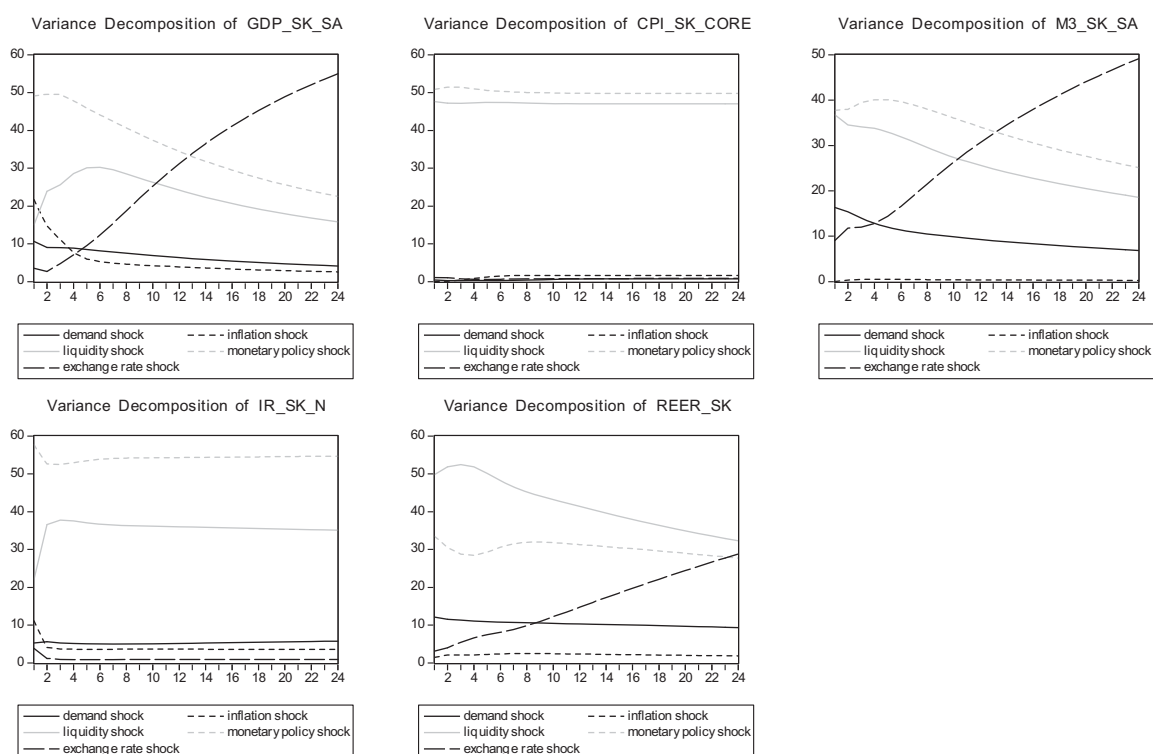 Variance Decomposition of GDP_SK_SA
60
50
40
30
20
10
0
2 4 6 8 10 12 14 16 18 20 22 24
demand shock inflation shock
liquidity shock monetary policy shock
exchange rate shock
Variance Decomposition of CPI_SK_CORE
60
50
40
30
20
10
0
2 4 6 8 10 12 14 16 18 20 22 24
demand shock inflation shock
liquidity shock monetary policy shock
exchange rate shock
Variance Decomposition of M3_SK_SA
50
40
30
20
10
0
2 4 6 8 10 12 14 16 18 20 22 24
demand shock inflation shock
liquidity shock monetary policy shock
exchange rate shock
Variance Decomposition of IR_SK_N
60
50
40
30
20
10
0
2 4 6 8 10 12 14 16 18 20 22 24
demand shock inflation shock
liquidity shock monetary policy shock
exchange rate shock
Variance Decomposition of REER_SK
60
50
40
30
20
10
0
2 4 6 8 10 12 14 16 18 20 22 24
demand shock inflation shock
liquidity shock monetary policy shock
exchange rate shock